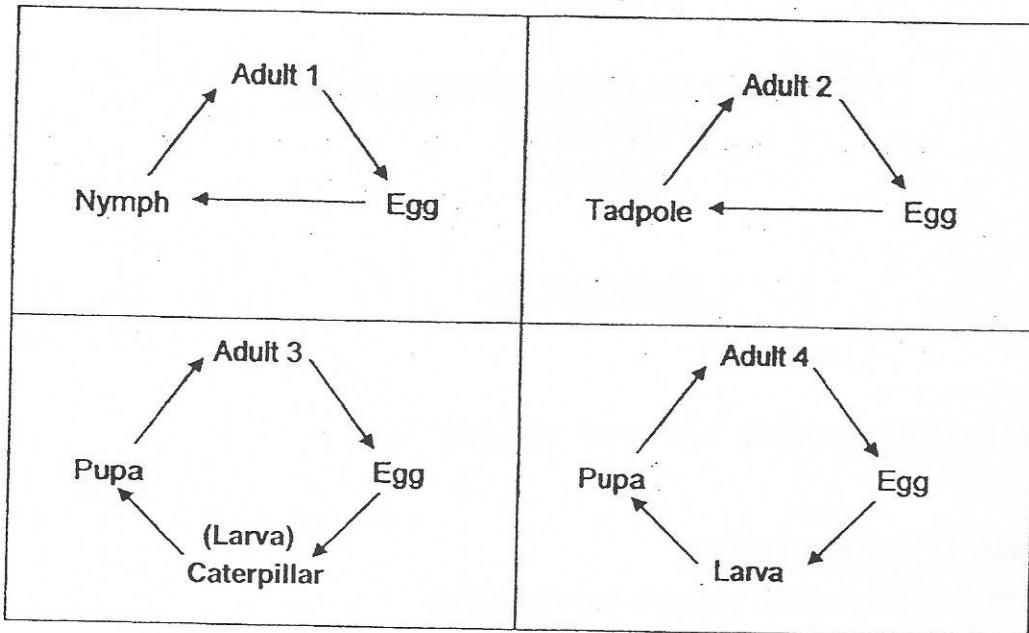 Adult 1
Nymph
Egg
Adult 2
Tadpole
Egg
Adult 3
Pupa
Egg
(Larva)
Caterpillar
Adult 4
Pupa
Egg
Larva